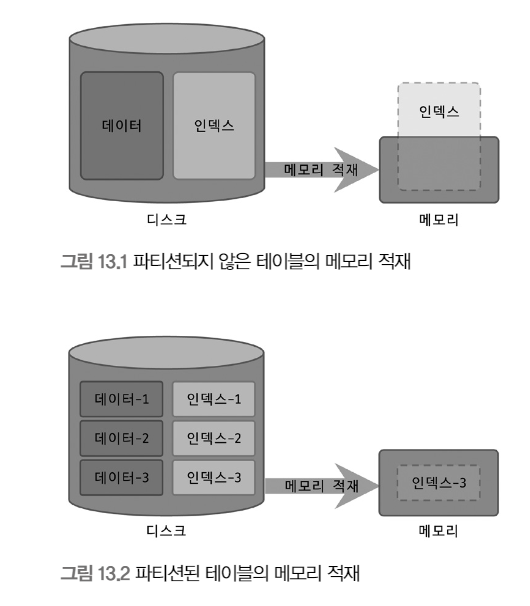 데이터
인덱스
인덱스
메모리 적재
디스크
메모리
그림 13.1 파티션되지 않은 테이블의 메모리 적재
데이터-1
인덱스-1
데이터-2
인덱스-2
데이터-3
인덱스-3
메모리 적재
인덱스-3
디스크
메모리
그림 13.2 파티션된 테이블의 메모리 적재